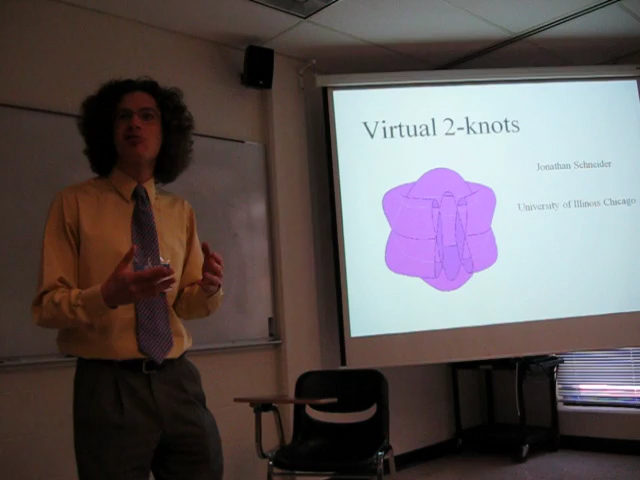 Virtual 2-knots
Jonathan Schneider
University of Illinois Chicago